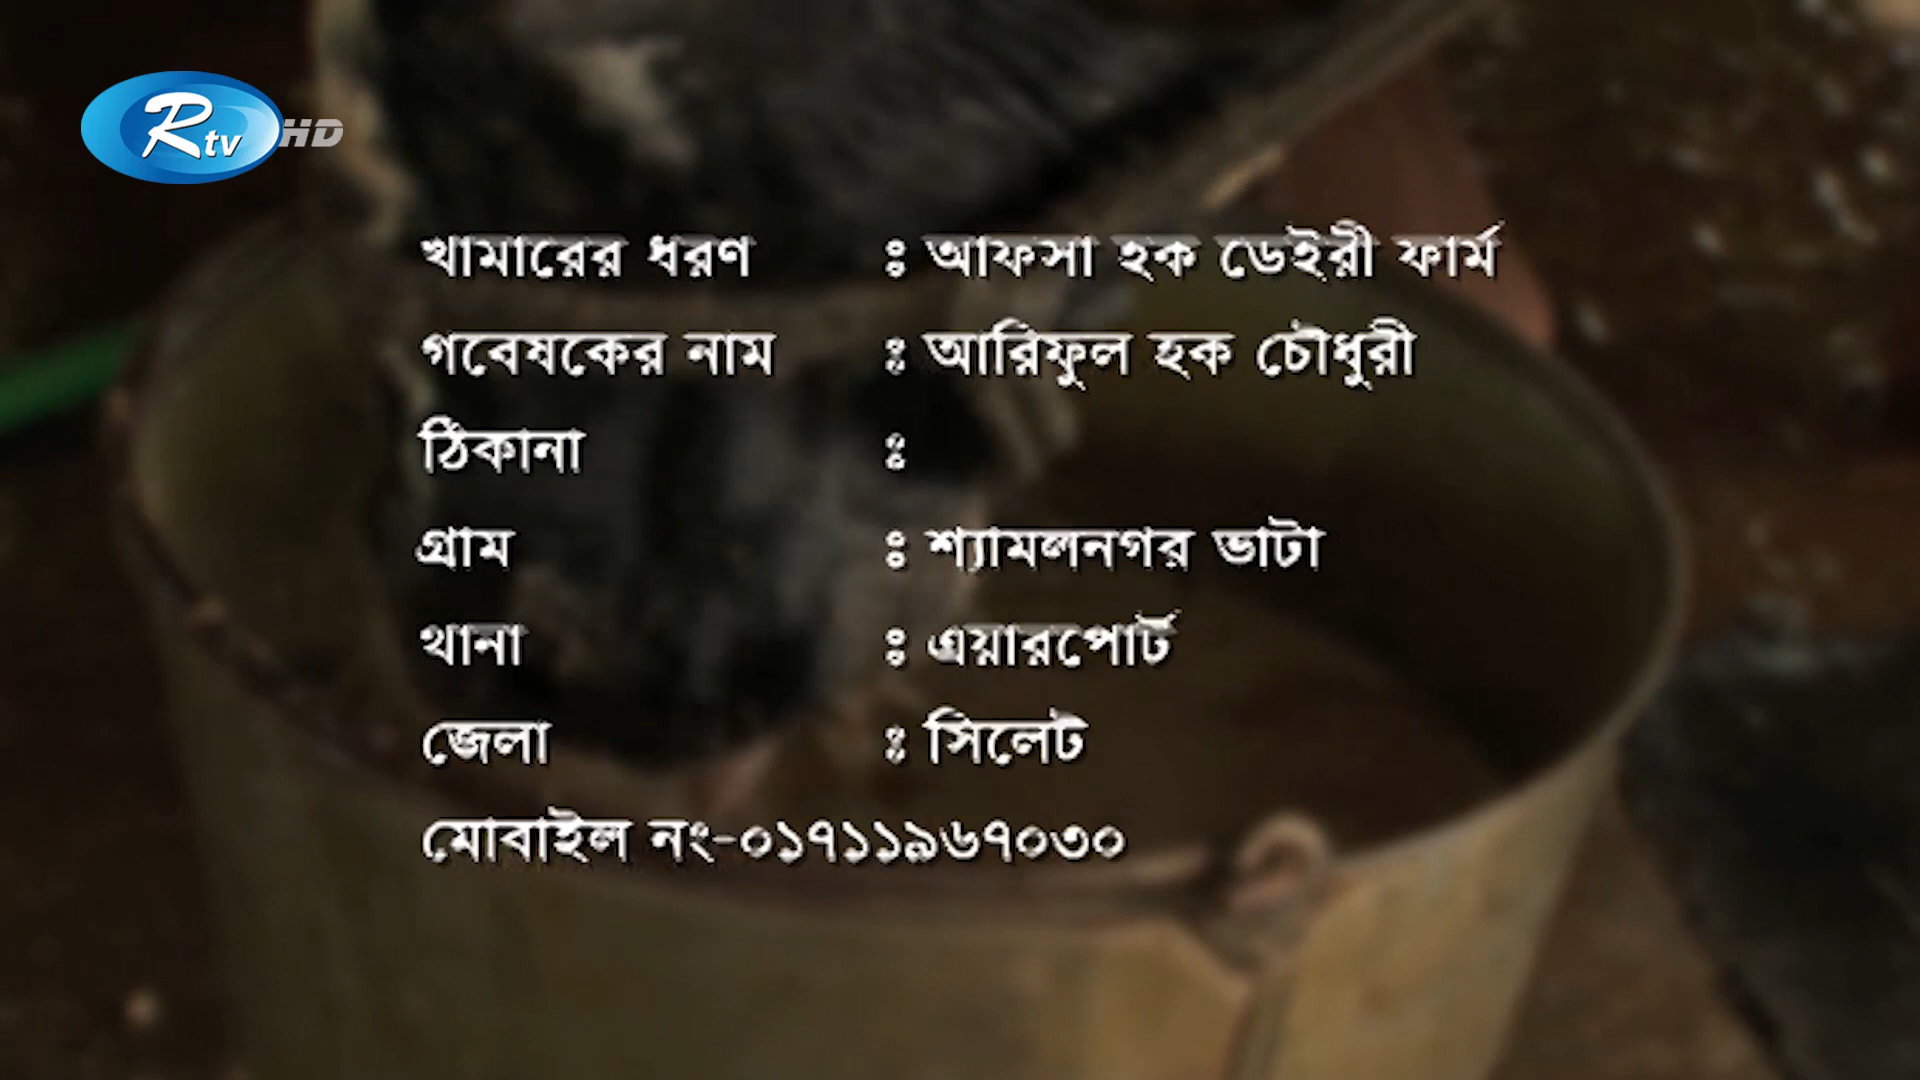 Rtv HD
খামারের ধরণ : আফসা হক ডেইরী ফার্ম
গবেষকের নাম : আরিফুল হক চৌধুরী
ঠিকানা :
গ্রাম : শ্যামলনগর ভাটা
থানা : এয়ারপোর্ট
জেলা : সিলেট
মোবাইল নং-০১৭১১৯৬৭০৩০